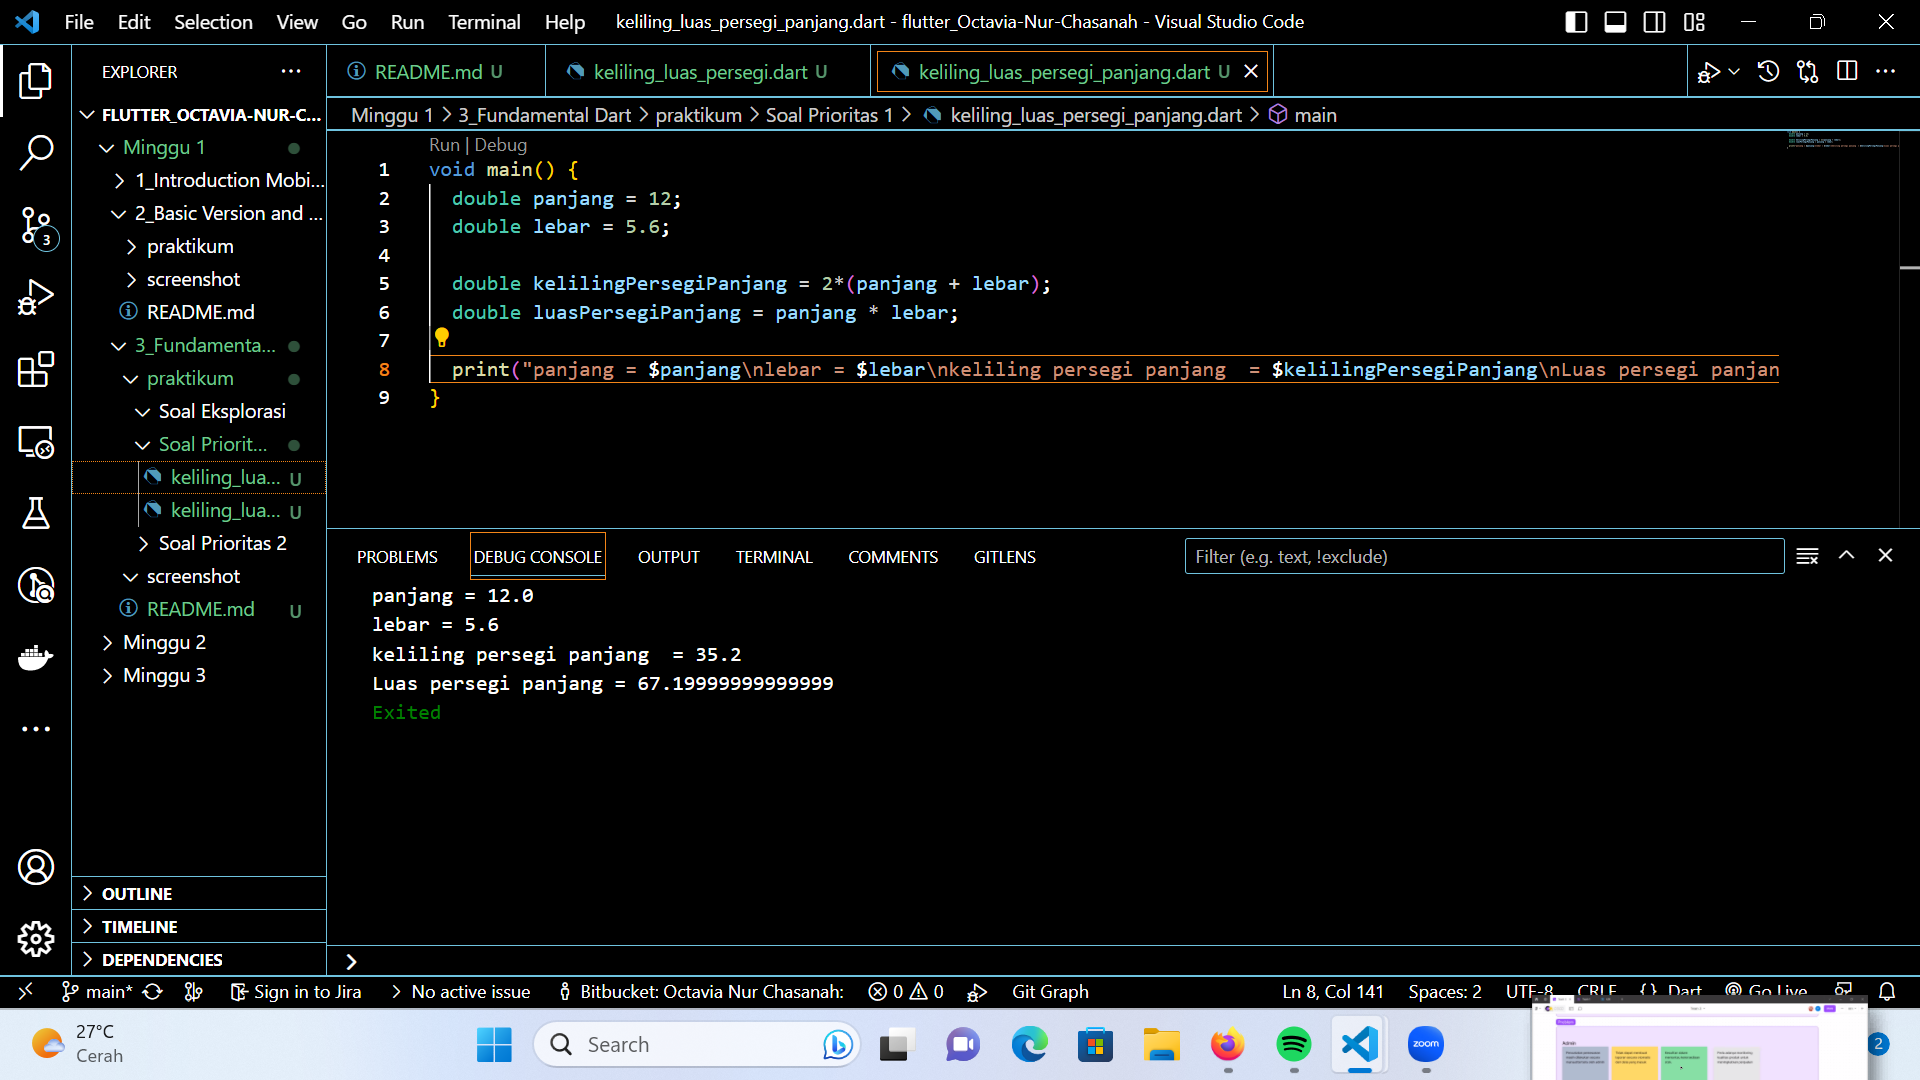 File Edit Selection View Go Run Terminal Help
keliling_luas_persegi_panjang.dart - flutter_Octavia-Nur-Chasanah - Visual Studio Code
EXPLORER
README.md U
keliling_luas_persegi.dart U
keliling_luas_persegi_panjang.dart U
Minggu 1 > 3_Fundamental Dart > praktikum > Soal Prioritas 1 > keliling_luas_persegi_panjang.dart > main
FLUTTER_OCTAVIA-NUR-C...
Minggu 1
1_Introduction Mobi...
2_Basic Version and ...
praktikum
screenshot
README.md
3_Fundamenta...
praktikum
Soal Eksplorasi
Soal Priorit...
keliling_lua... U
keliling_lua... U
Soal Prioritas 2
screenshot
README.md U
Minggu 2
Minggu 3
OUTLINE
TIMELINE
DEPENDENCIES
3
Run | Debug
1 void main() {
2 double panjang = 12;
3 double lebar = 5.6;
4
5 double kelilingPersegiPanjang = 2*(panjang + lebar);
6 double luasPersegiPanjang = panjang * lebar;
7
8 print("panjang = $panjang\nlebar = $lebar\nkeliling persegi panjang  = $kelilingPersegiPanjang\nLuas persegi panjan
9 }
PROBLEMS DEBUG CONSOLE OUTPUT TERMINAL COMMENTS GITLENS
Filter (e.g. text, !exclude)
panjang = 12.0
lebar = 5.6
keliling persegi panjang  = 35.2
Luas persegi panjang = 67.19999999999999
Exited
main* Sign in to Jira No active issue Bitbucket: Octavia Nur Chasanah: 0 0 Git Graph Ln 8, Col 141 Spaces: 2 UTF-8 CRLF {} Dart Go Live
27°C
Cerah
Search
zoom
2